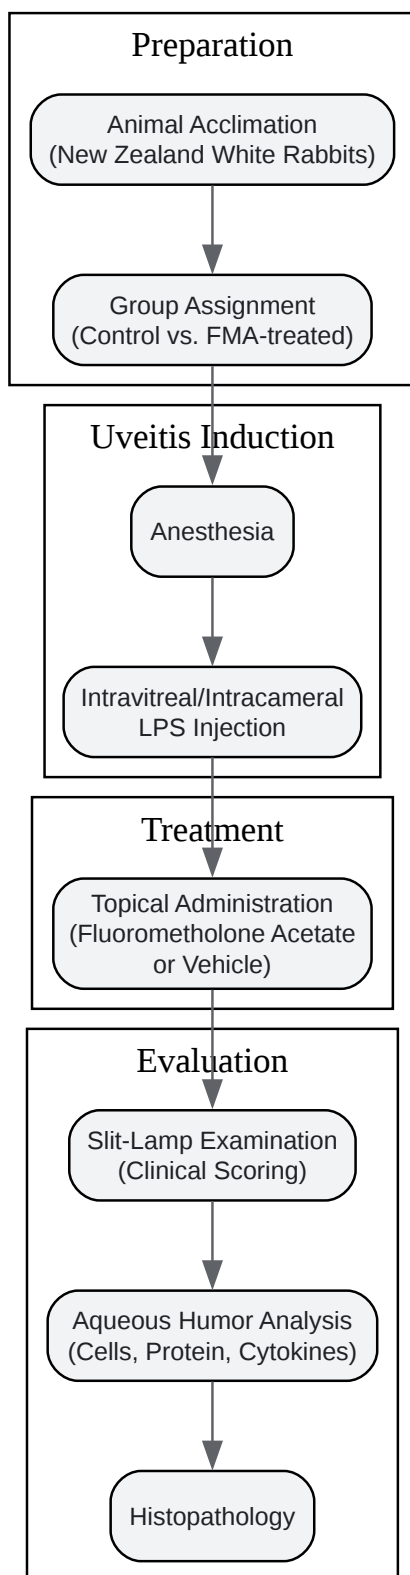 Preparation
Animal Acclimation
(New Zealand White Rabbits)
Group Assignment
(Control vs. FMA-treated)
Uveitis Induction
Anesthesia
Intravitreal/Intracameral
LPS Injection
Treatment
Topical Administration
(Fluorometholone Acetate
or Vehicle)
Evaluation
Slit-Lamp Examination
(Clinical Scoring)
Aqueous Humor Analysis
(Cells, Protein, Cytokines)
Histopathology